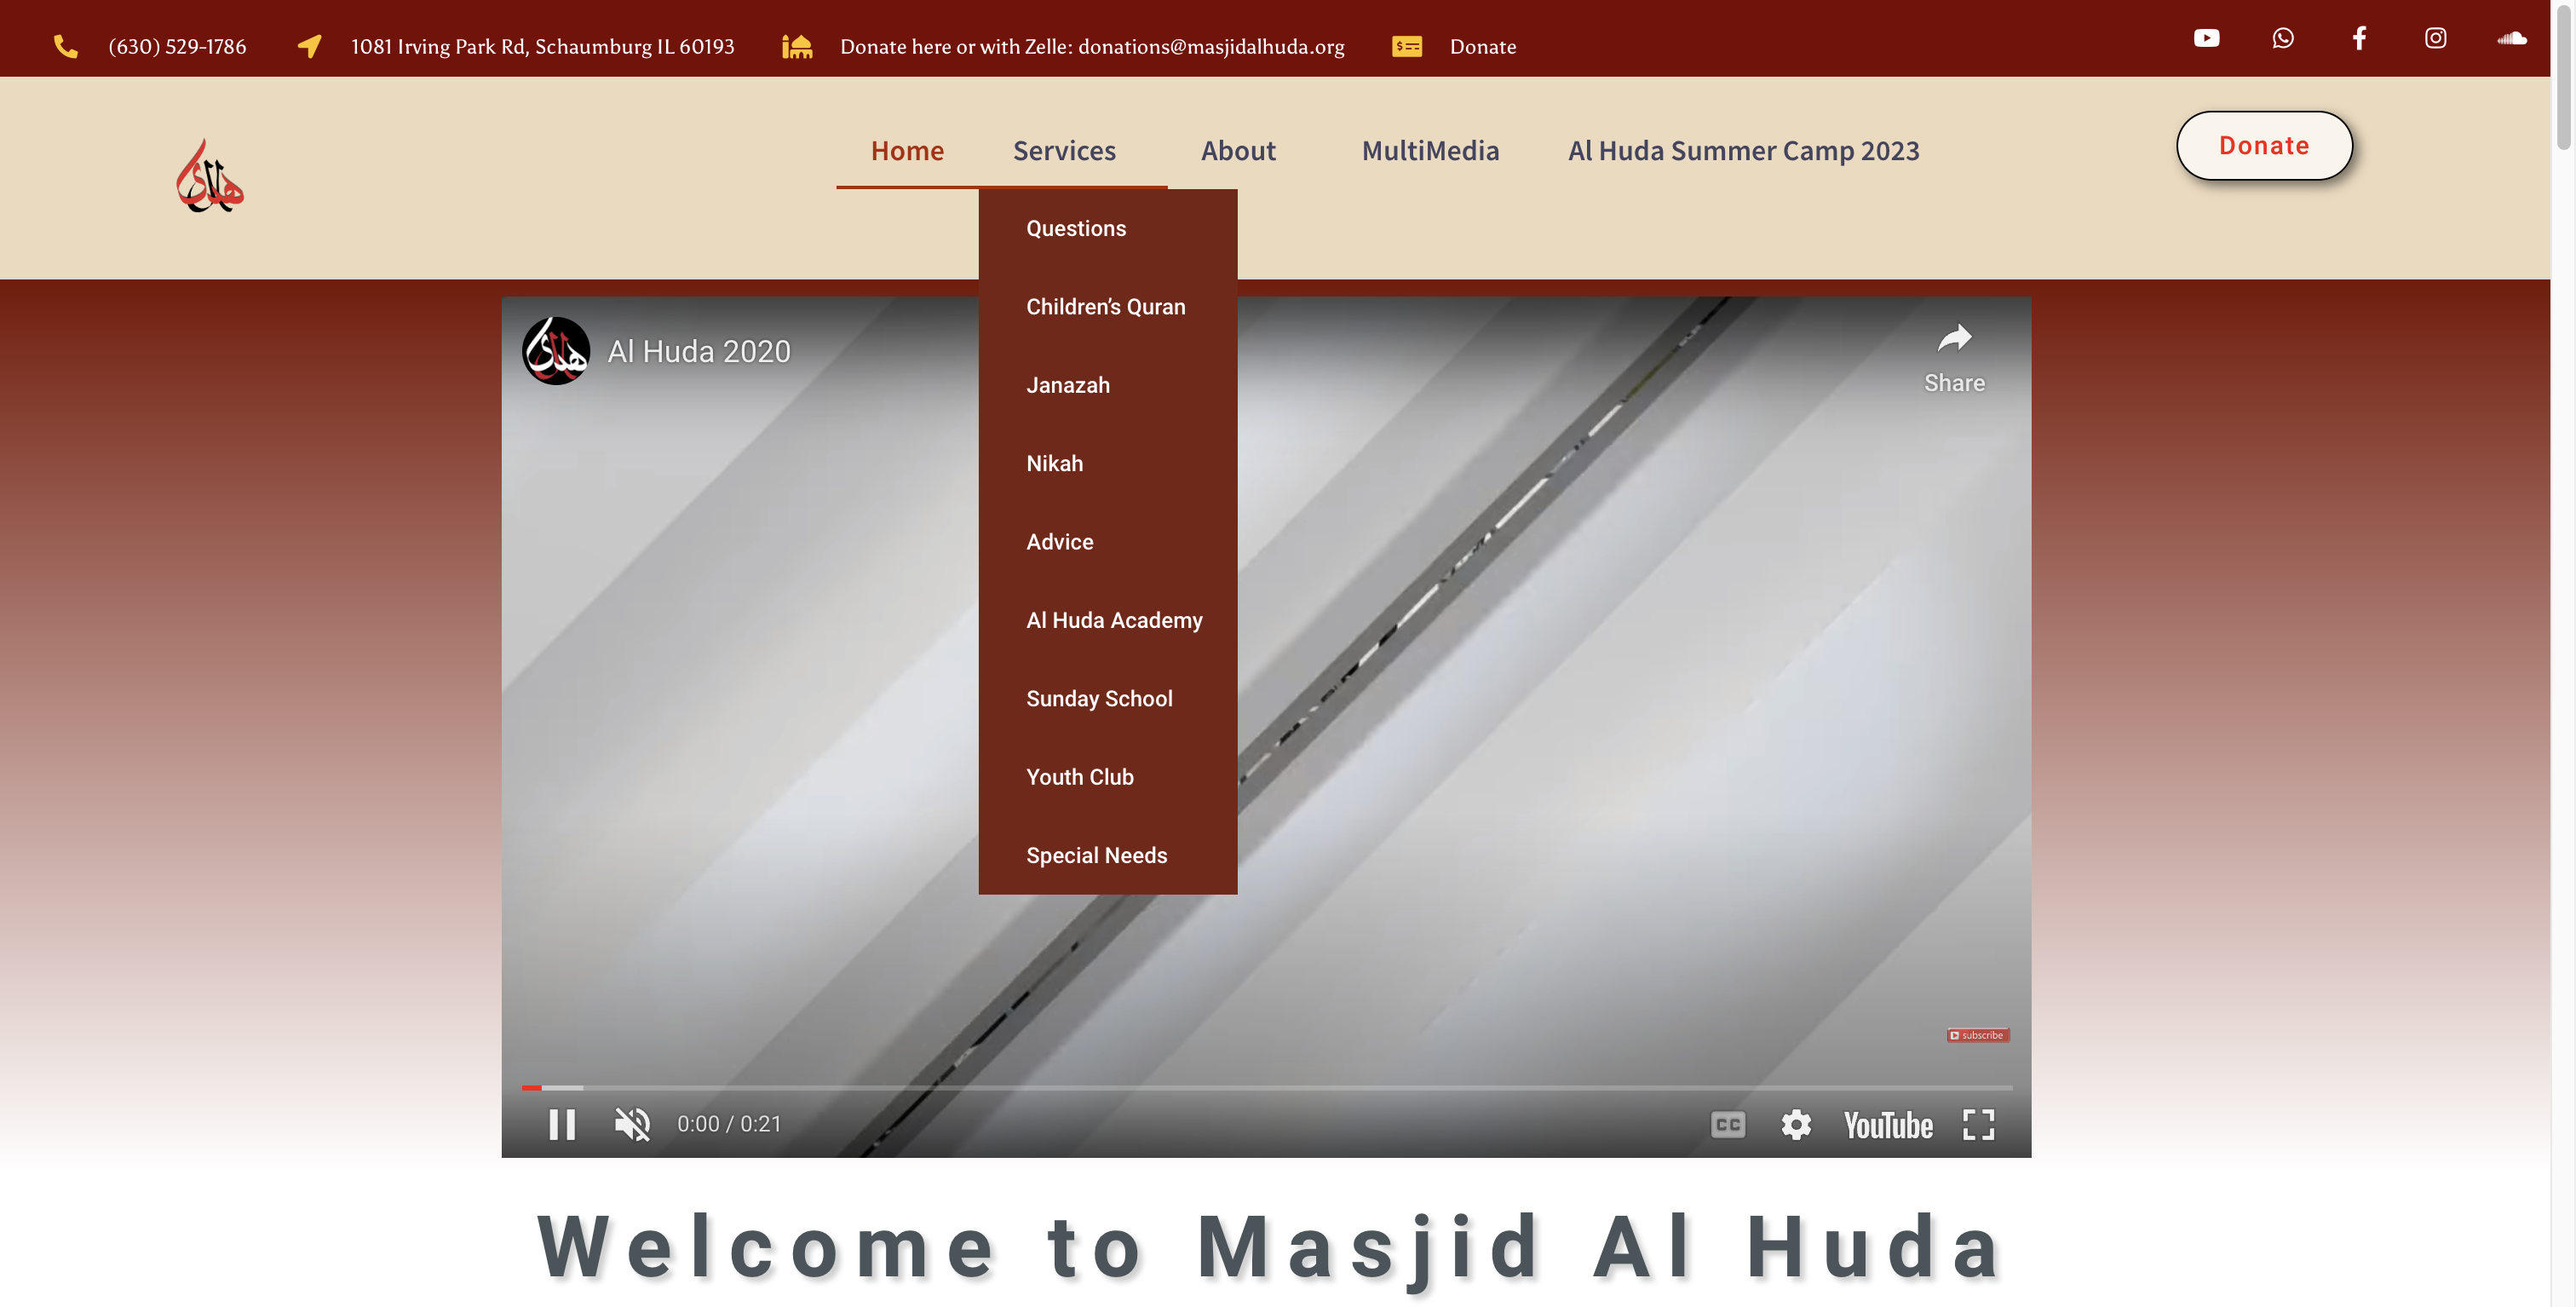 (630) 529-1786
1081 Irving Park Rd, Schaumburg IL 60193
Donate here or with Zelle: donations@masjidalhuda.org
Donate
Home
Services
About
MultiMedia
Al Huda Summer Camp 2023
Donate
Questions
Children’s Quran
Janazah
Nikah
Advice
Al Huda Academy
Sunday School
Youth Club
Special Needs
Al Huda 2020
Share
subscribe
0:00 / 0:21
CC
YouTube
Welcome to Masjid Al Huda